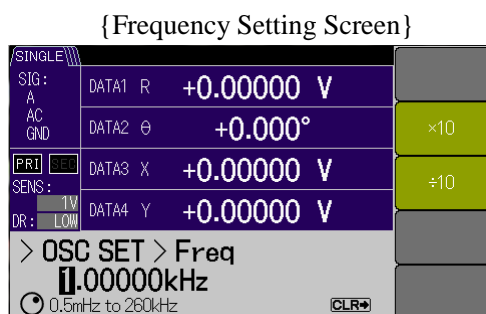 {Frequency Setting Screen}
SINGLE
SIG:
A
AC
GND
DATA1 R +0.00000 V
DATA2 θ +0.000°
×10
PRI SEC
SENS:
1V
DR: LOW
DATA3 X +0.00000 V
÷10
DATA4 Y +0.00000 V
> OSC SET > Freq
1.00000kHz
0.5mHz to 260kHz
CLR➔